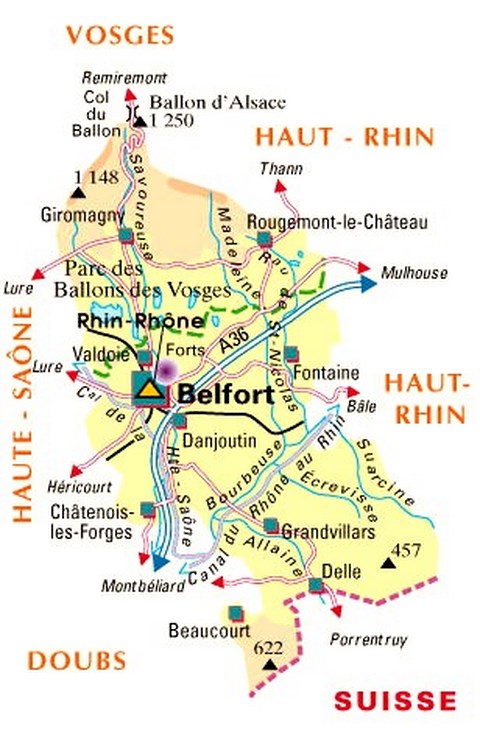 VOSGES
Remiremont
Col
du
Ballon
Ballon d'Alsace
1 250
HAUT - RHIN
Thann
1 148
Savoureuse
Giromagny
Madeleine
Rougemont-le-Château
Rau de St-Nicolas
Lure
Parc des
Ballons des Vosges
Mulhouse
Rhin-Rhône
HAUTE - SAÔNE
A36
Forts
Valdoie
Lure
Fontaine
HAUT-
RHIN
Belfort
Bâle
Cal de la Hte - Saône
Danjoutin
Héricourt
Bourbeuse
Canal du Rhône au Rhin
Suarcine
Écrevisse
Châtenois-
les-Forges
Grandvillars
Allaine
457
Montbéliard
Delle
Beaucourt
Porrentruy
622
DOUBS
SUISSE